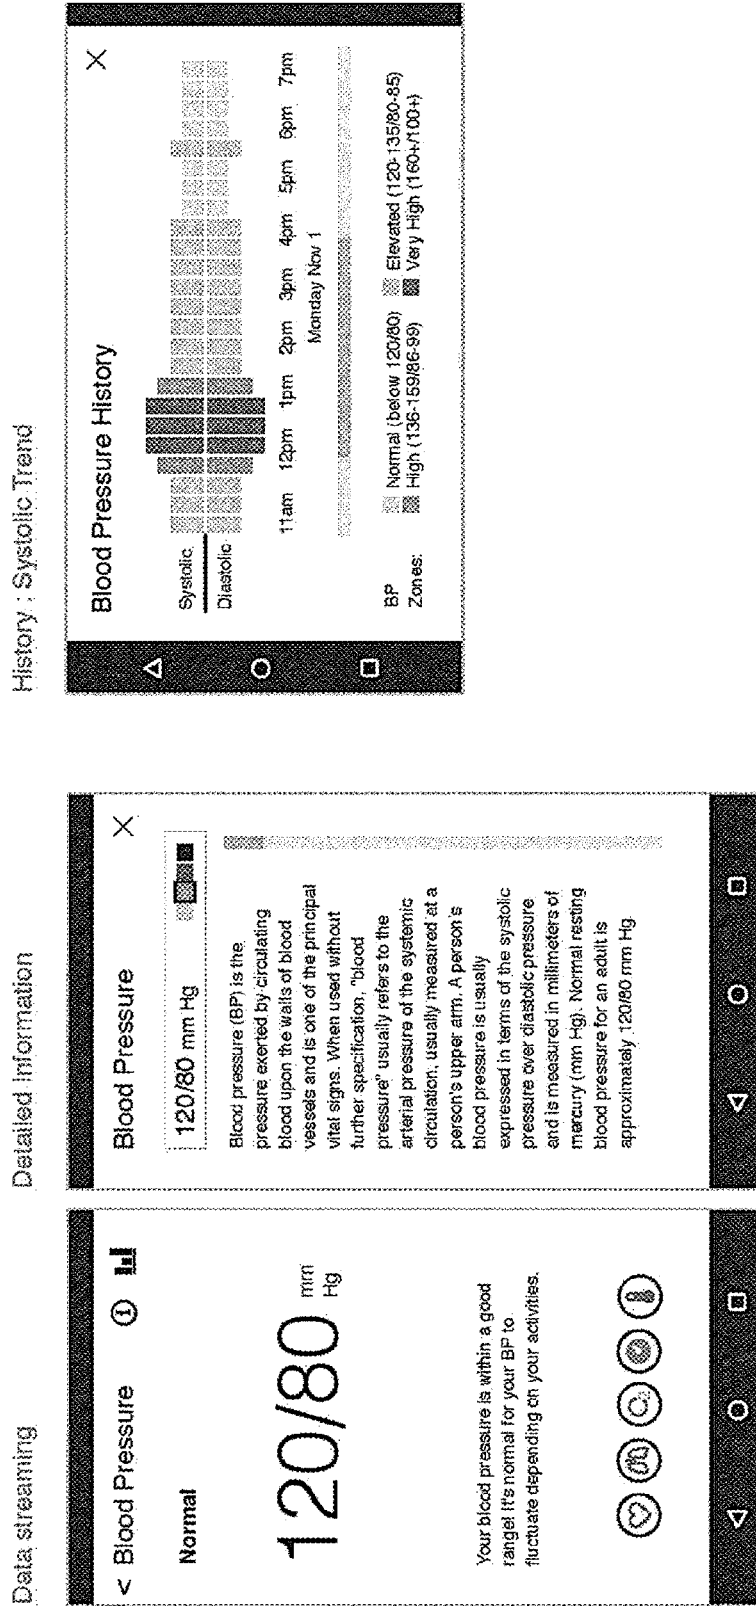 Data streaming
< Blood Pressure
Normal
120/80 mm Hg
Your blood pressure is within a good
range! It's normal for your BP to
fluctuate depending on your activities.
Detailed Information
Blood Pressure
120/80 mm Hg
Blood pressure (BP) is the
pressure exerted by circulating
blood upon the walls of blood
vessels and is one of the principal
vital signs. When used without
further specification, "blood
pressure" usually refers to the
arterial pressure of the systemic
circulation, usually measured at a
person's upper arm. A person's
blood pressure is usually
expressed in terms of the systolic
pressure over diastolic pressure
and is measured in millimeters of
mercury (mm Hg). Normal resting
blood pressure for an adult is
approximately 120/80 mm Hg.
History : Systolic Trend
Blood Pressure History
Systolic
Diastolic
11am 12pm 1pm 2pm 3pm 4pm 5pm 6pm 7pm
Monday Nov 1
BP
Zones:
Normal (below 120/80) Elevated (120-135/80-85)
High (136-159/86-99) Very High (160+/100+)